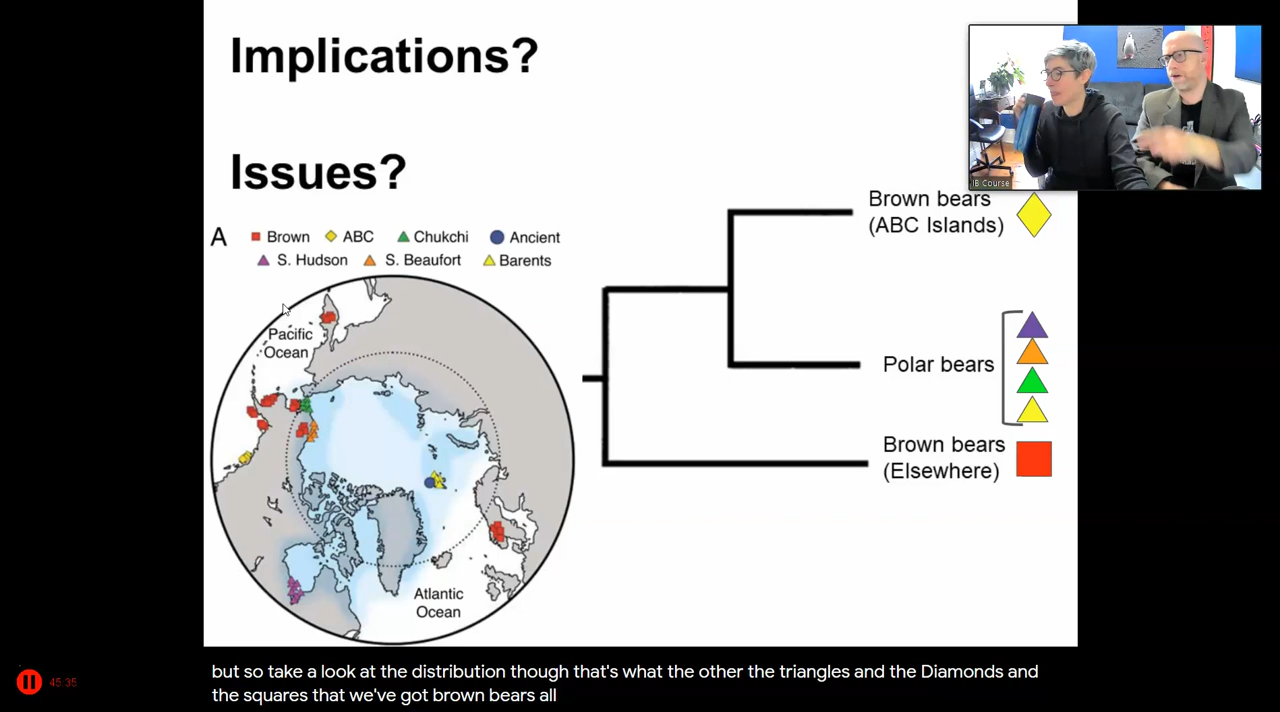 Implications?
Issues?
IB Course
Brown bears
(ABC Islands)
A
Brown ABC Chukchi Ancient
S. Hudson S. Beaufort Barents
Pacific
Ocean
Polar bears
Brown bears
(Elsewhere)
Atlantic
Ocean
45:35
but so take a look at the distribution though that's what the other the triangles and the Diamonds and
the squares that we've got brown bears all